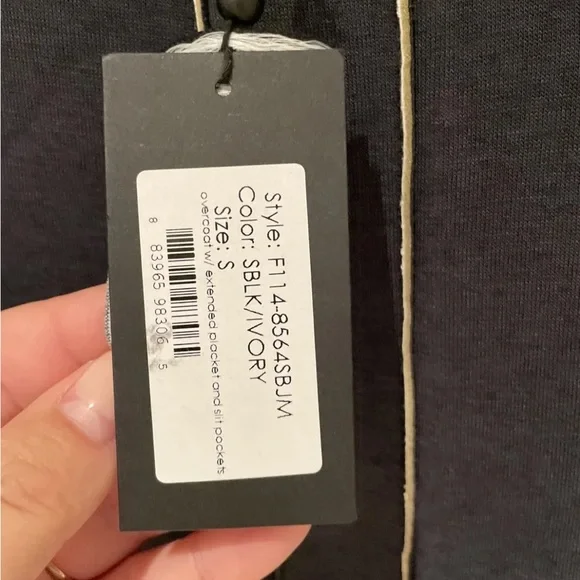 Style: F114-8564SBJM
Color: SBLK/IVORY
Size: S
overcoat w/ extended placket and slit pockets
8 83965 98306 5